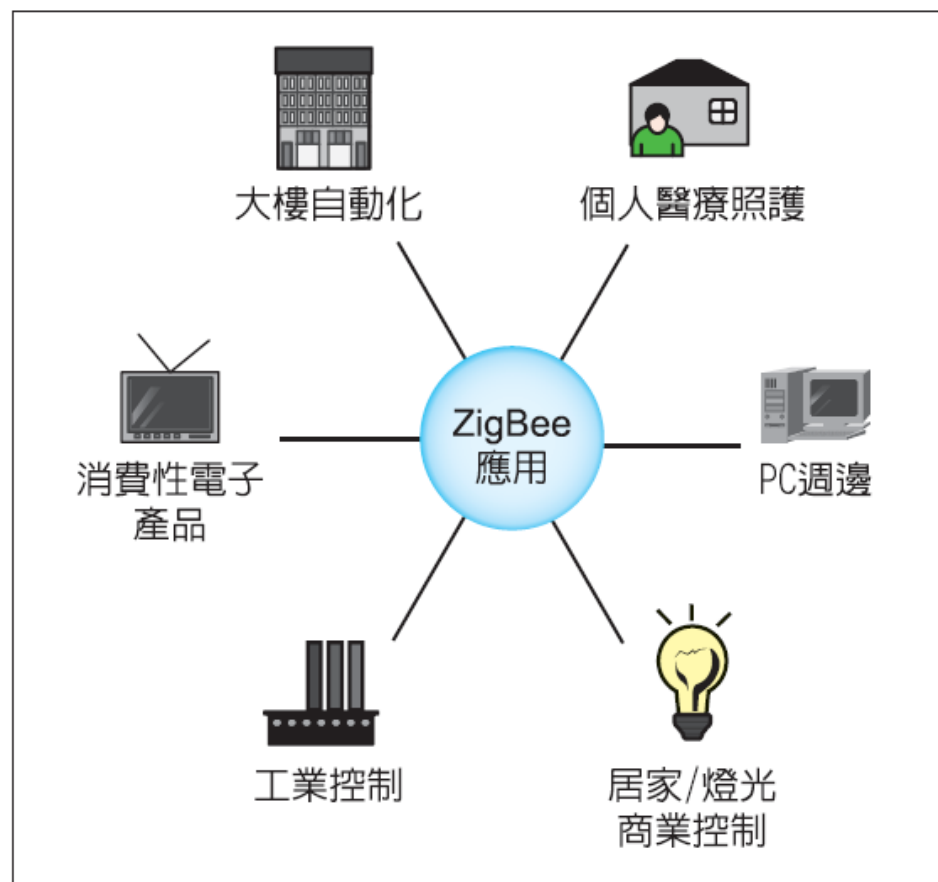 大樓自動化
個人醫療照護
ZigBee
應用
消費性電子
產品
PC週邊
工業控制
居家/燈光
商業控制